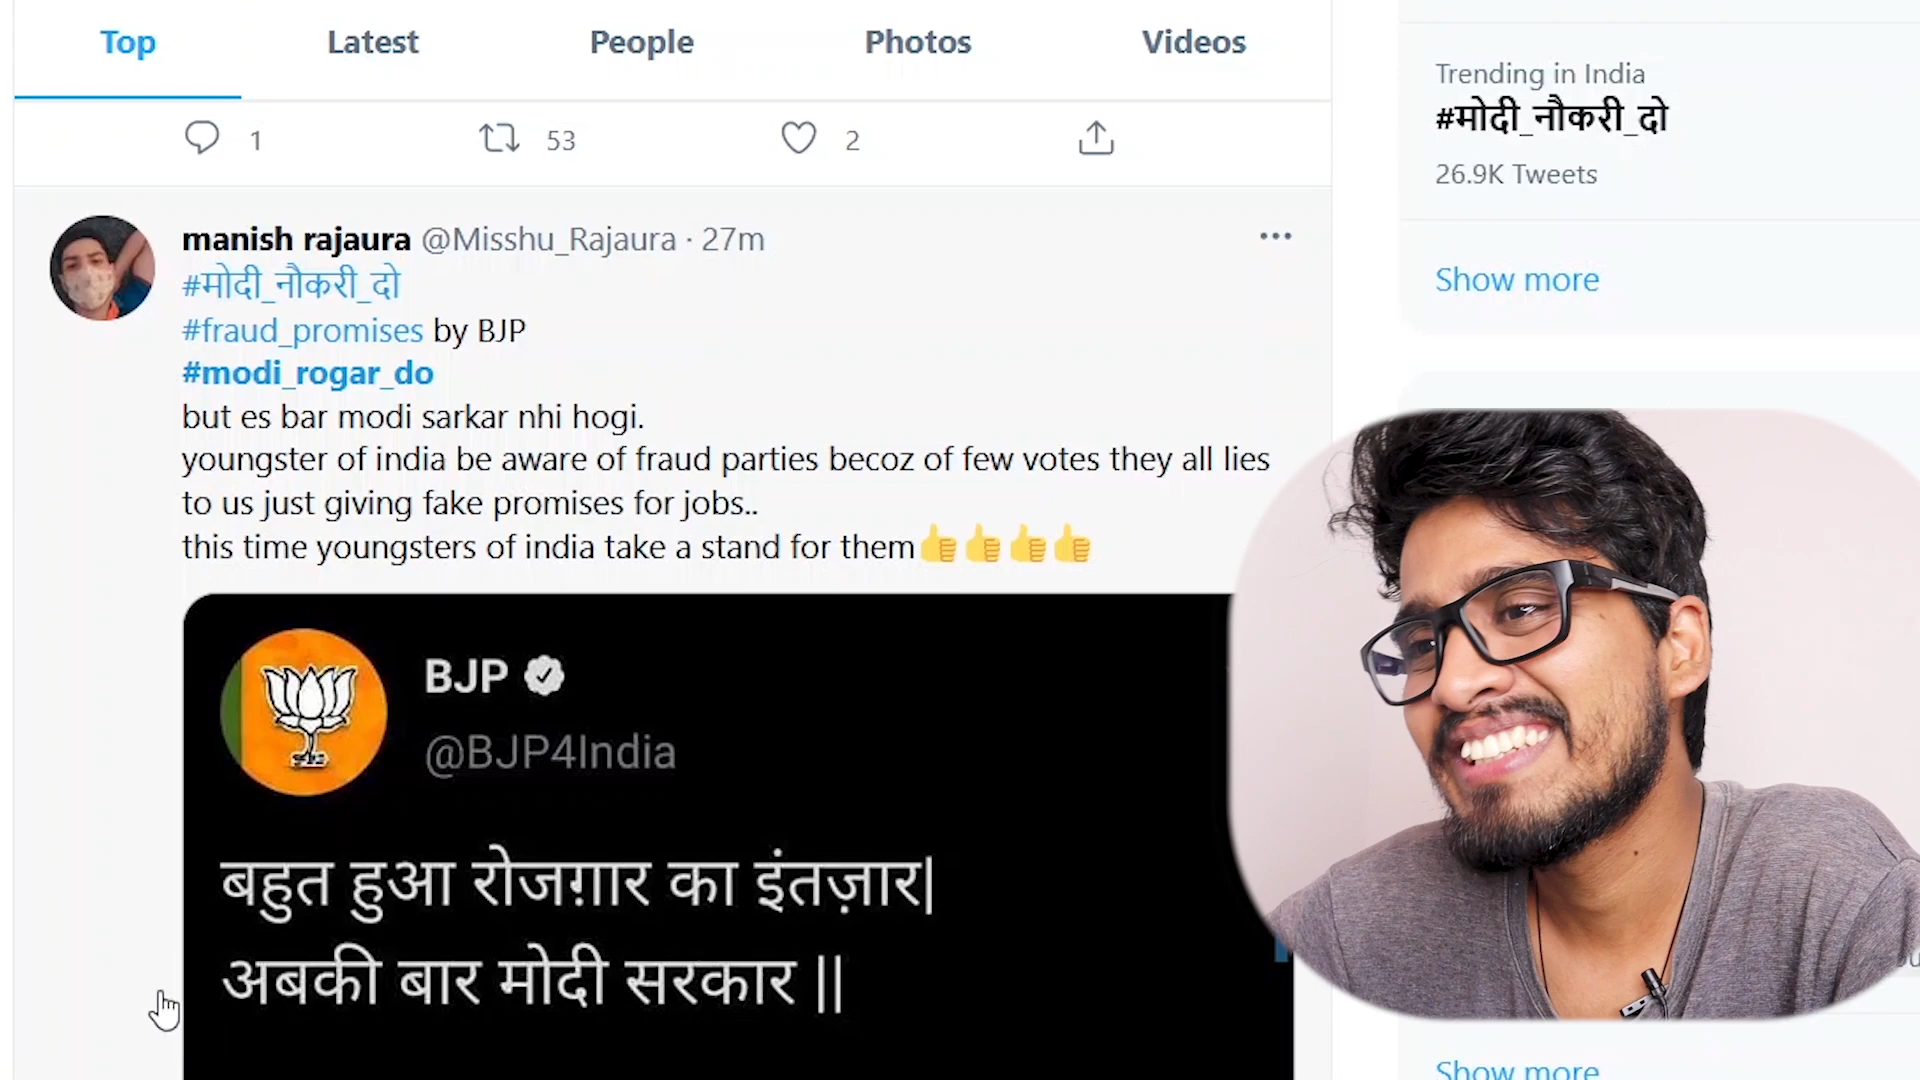 Top Latest People Photos Videos
1 53 2
manish rajaura @Misshu_Rajaura · 27m
#मोदी_नौकरी_दो
#fraud_promises by BJP
#modi_rogar_do
but es bar modi sarkar nhi hogi.
youngster of india be aware of fraud parties becoz of few votes they all lies
to us just giving fake promises for jobs..
this time youngsters of india take a stand for them👍👍👍👍
BJP
@BJP4India
बहुत हुआ रोजग़ार का इंतज़ार|
अबकी बार मोदी सरकार ||
Trending in India
#मोदी_नौकरी_दो
26.9K Tweets
Show more
Show more